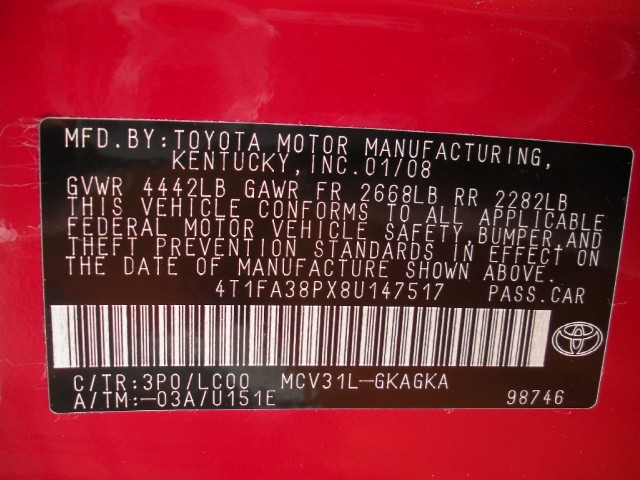 MFD.BY:TOYOTA MOTOR MANUFACTURING,
KENTUCKY,INC.01/08
GVWR 4442LB GAWR FR 2668LB RR 2282LB
THIS VEHICLE CONFORMS TO ALL APPLICABLE
FEDERAL MOTOR VEHICLE SAFETY,BUMPER,AND
THEFT PREVENTION STANDARDS IN EFFECT ON
THE DATE OF MANUFACTURE SHOWN ABOVE.
4T1FA38PX8U147517 PASS.CAR
C/TR:3P0/LC00 MCV31L-GKAGKA
A/TM:-03A/U151E 98746